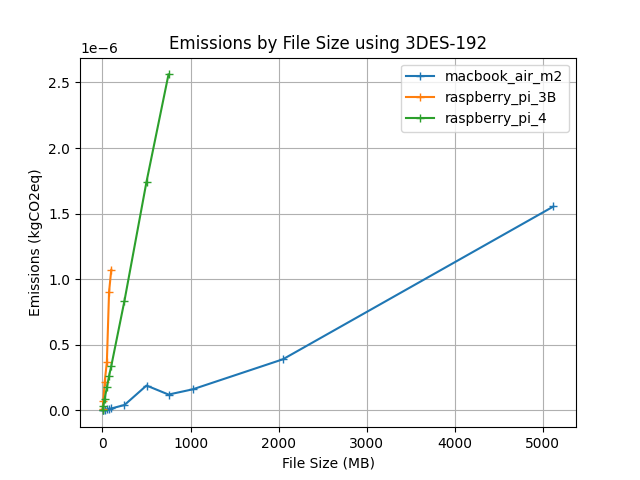 Emissions by File Size using 3DES-192
1e−6
macbook_air_m2
raspberry_pi_3B
raspberry_pi_4
2.5
2.0
1.5
1.0
0.5
0.0
Emissions (kgCO2eq)
0 1000 2000 3000 4000 5000
File Size (MB)